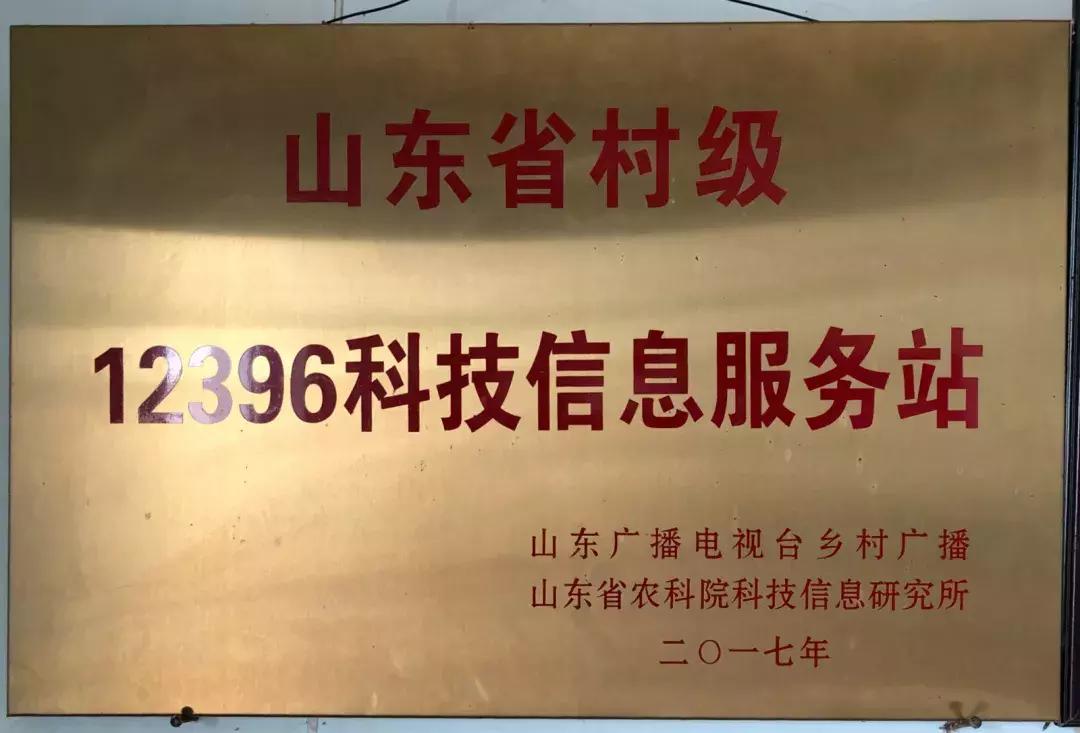 山东省村级
12396科技信息服务站
山东广播电视台乡村广播
山东省农科院科技信息研究所
二〇一七年